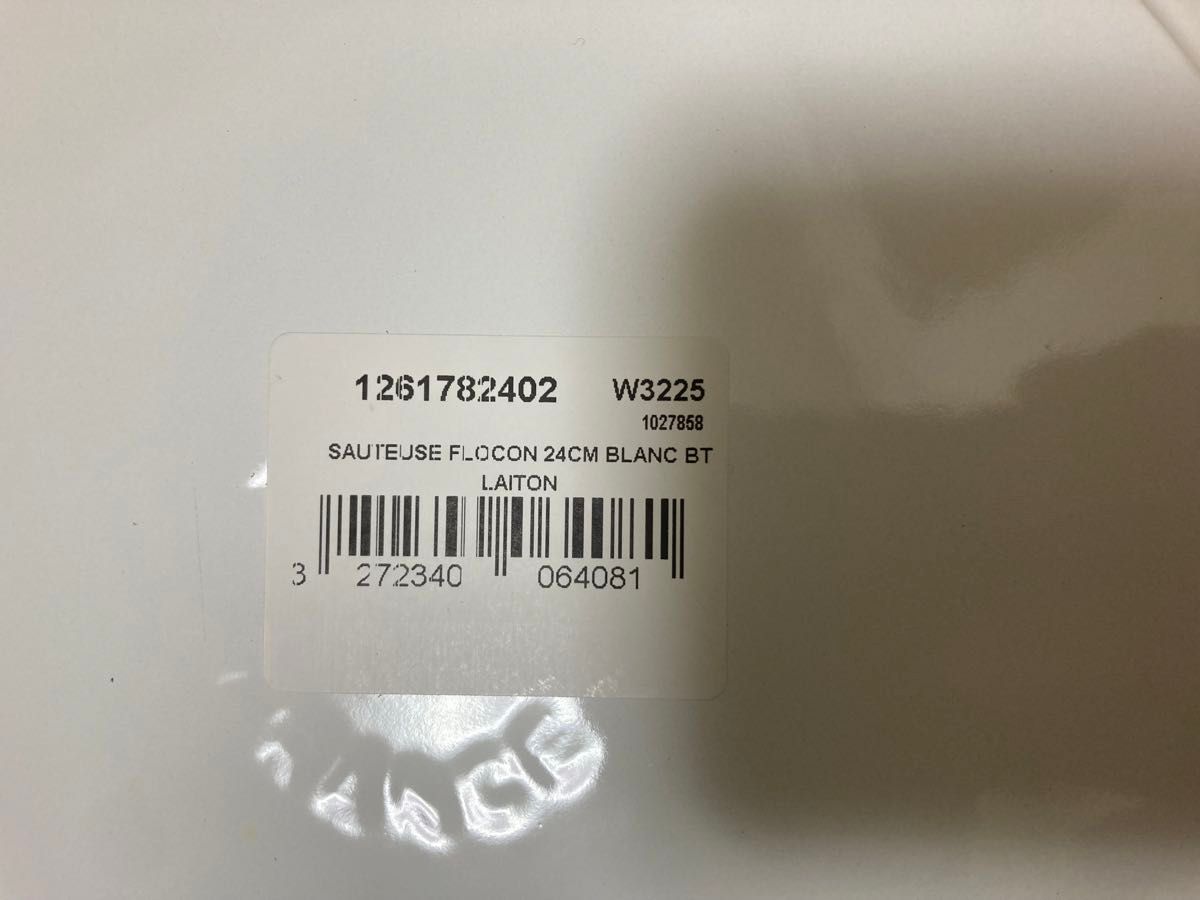 1261782402 W3225
1027858
SAUTEUSE FLOCON 24CM BLANC BT
LAITON
3 272340 064081